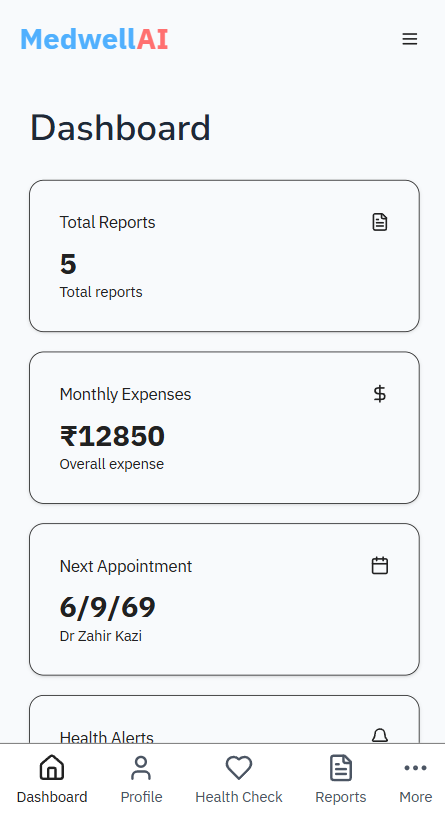 MedwellAI
Dashboard
Total Reports
5
Total reports
Monthly Expenses
₹12850
Overall expense
Next Appointment
6/9/69
Dr Zahir Kazi
Health Alerts
Dashboard Profile Health Check Reports More